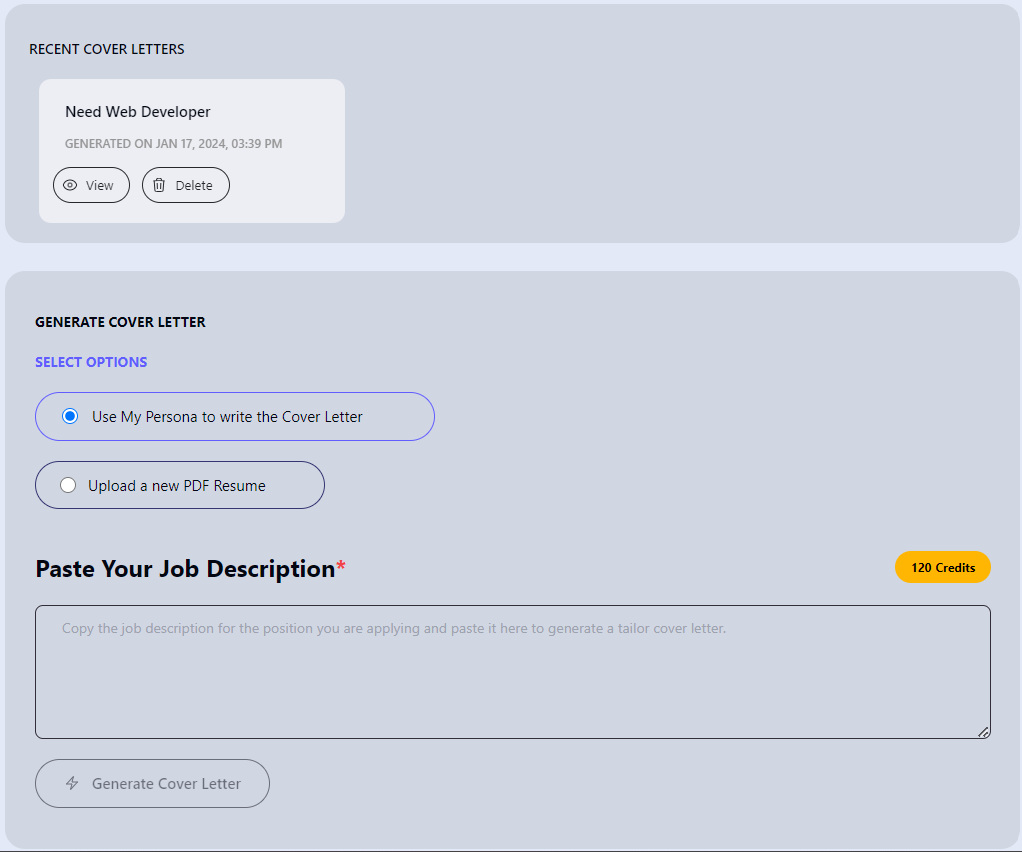 RECENT COVER LETTERS
Need Web Developer
GENERATED ON JAN 17, 2024, 03:39 PM
View
Delete
GENERATE COVER LETTER
SELECT OPTIONS
Use My Persona to write the Cover Letter
Upload a new PDF Resume
Paste Your Job Description*
120 Credits
Copy the job description for the position you are applying and paste it here to generate a tailor cover letter.
Generate Cover Letter